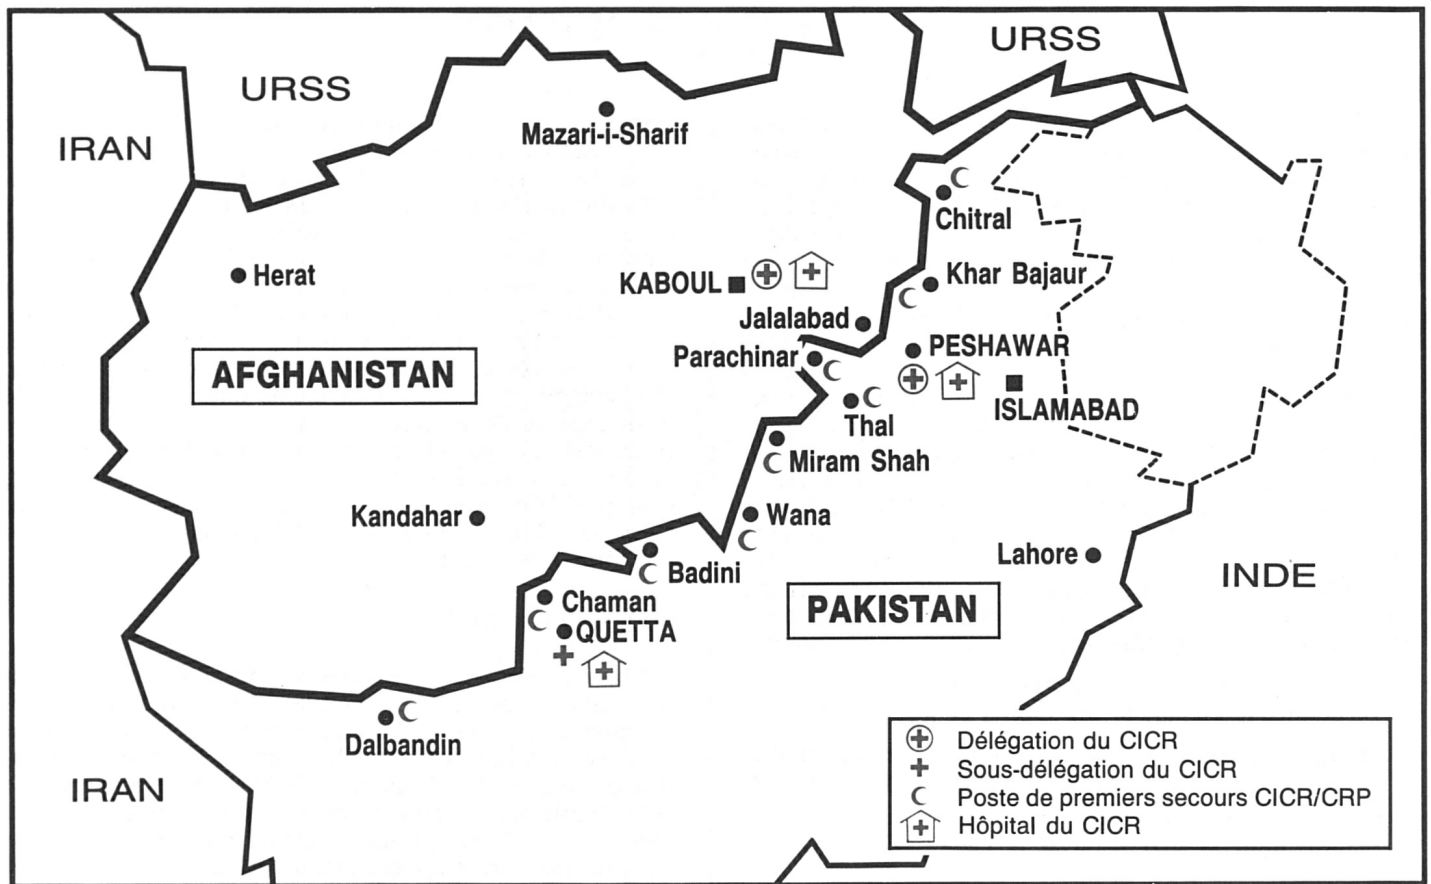 URSS
URSS
IRAN
Mazari-i-Sharif
Chitral
Herat
KABOUL
Khar Bajaur
Jalalabad
PESHAWAR
Parachinar
AFGHANISTAN
ISLAMABAD
Thal
Miram Shah
Kandahar
Wana
Lahore
Badini
INDE
Chaman
PAKISTAN
QUETTA
Dalbandin
IRAN
Délégation du CICR
Sous-délégation du CICR
Poste de premiers secours CICR/CRP
Hôpital du CICR